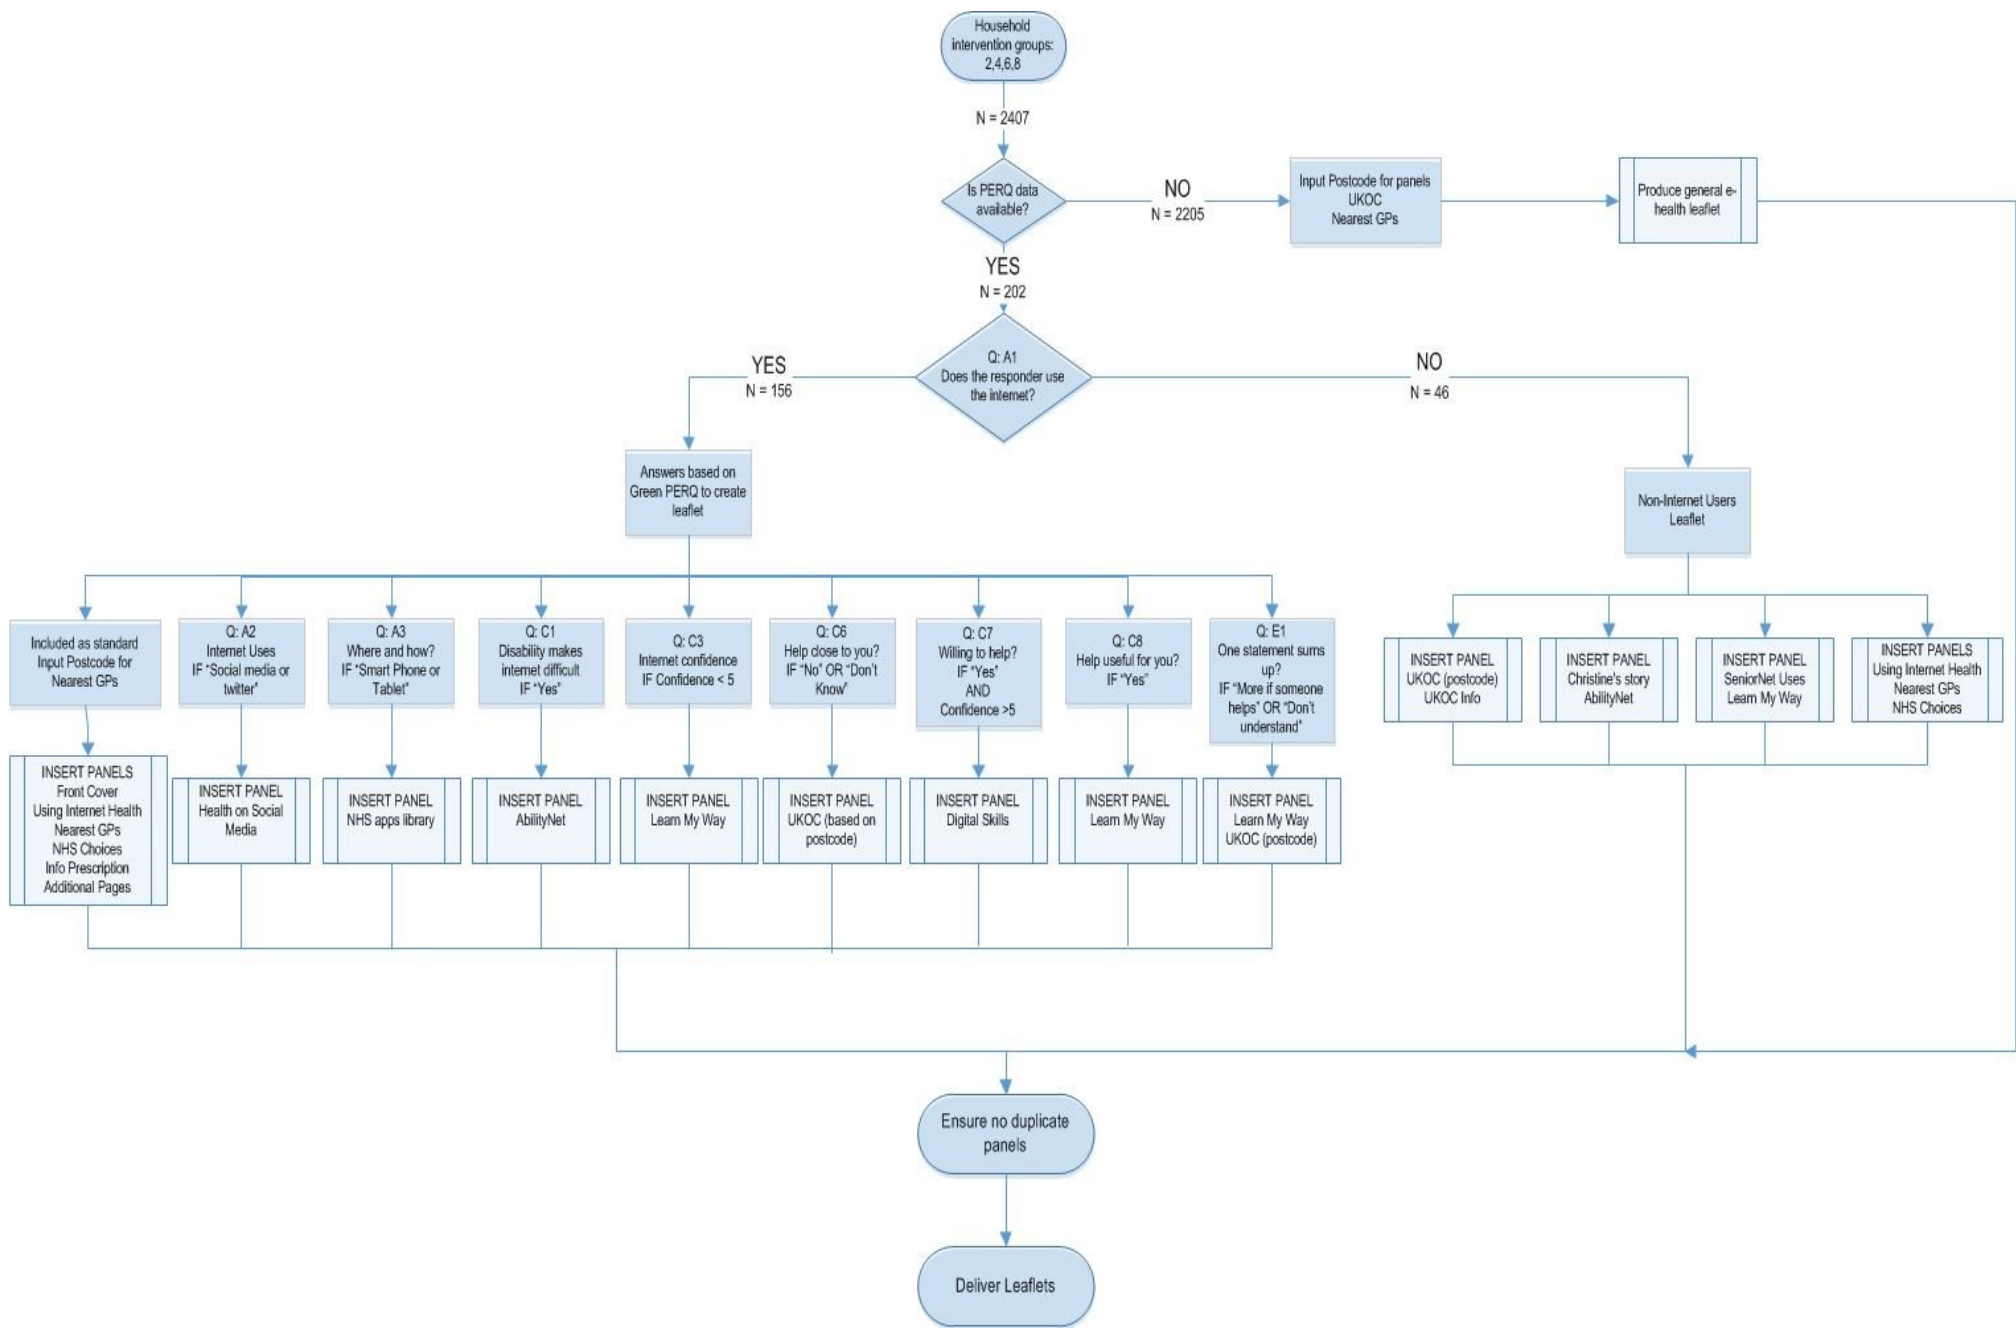 Household
intervention groups:
2,4,6,8
N = 2407
Is PERQ data
available?
NO
N = 2205
Input Postcode for panels
UKOC
Nearest GPs
Produce general e-
health leaflet
YES
N = 202
Q: A1
Does the responder use
the internet?
YES
N = 156
NO
N = 46
Answers based on
Green PERQ to create
leaflet
Non-Internet Users
Leaflet
Included as standard
Input Postcode for
Nearest GPs
Q: A2
Internet Uses
IF “Social media or
twitter”
Q: A3
Where and how?
IF “Smart Phone or
Tablet”
Q: C1
Disability makes
internet difficult
IF “Yes”
Q: C3
Internet confidence
IF Confidence < 5
Q: C6
Help close to you?
IF “No” OR “Don’t
Know”
Q: C7
Willing to help?
IF “Yes”
AND
Confidence >5
Q: C8
Help useful for you?
IF “Yes”
Q: E1
One statement sums
up?
IF “More if someone
helps” OR “Don’t
understand”
INSERT PANEL
UKOC (postcode)
UKOC Info
INSERT PANEL
Christine's story
AbilityNet
INSERT PANEL
SeniorNet Uses
Learn My Way
INSERT PANELS
Using Internet Health
Nearest GPs
NHS Choices
INSERT PANELS
Front Cover
Using Internet Health
Nearest GPs
NHS Choices
Info Prescription
Additional Pages
INSERT PANEL
Health on Social
Media
INSERT PANEL
NHS apps library
INSERT PANEL
AbilityNet
INSERT PANEL
Learn My Way
INSERT PANEL
UKOC (based on
postcode)
INSERT PANEL
Digital Skills
INSERT PANEL
Learn My Way
INSERT PANEL
Learn My Way
UKOC (postcode)
Ensure no duplicate
panels
Deliver Leaflets